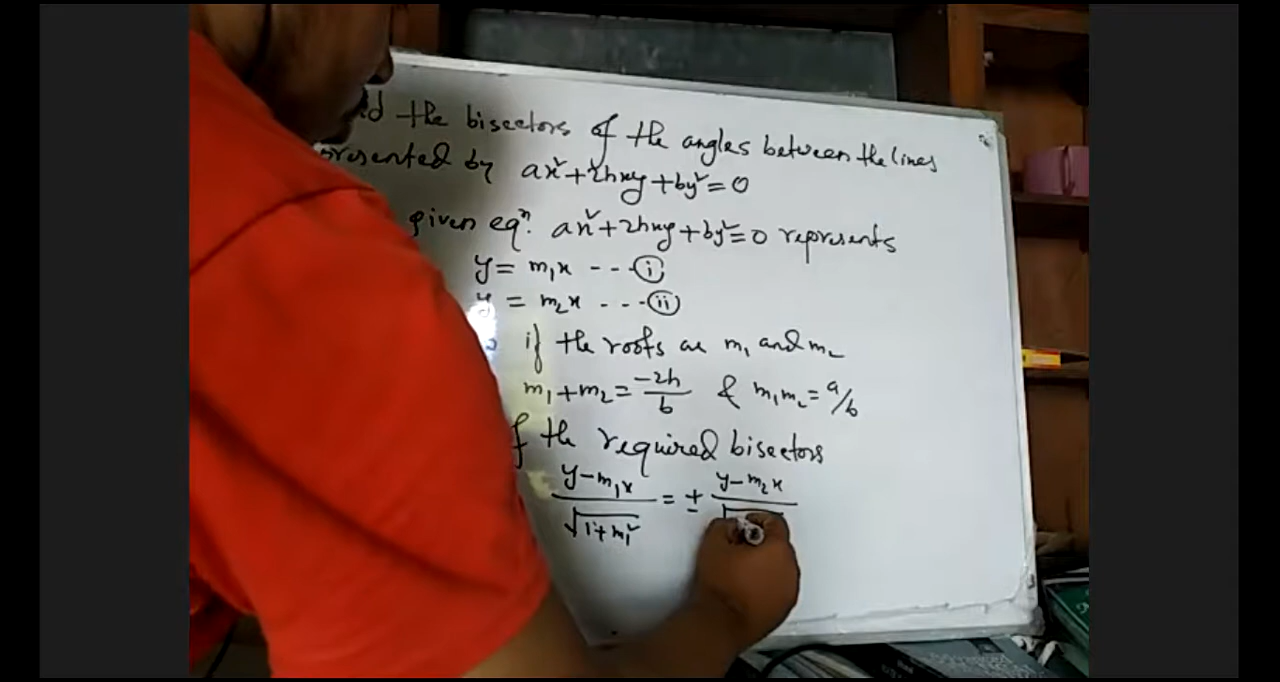 the bisectors of the angles between the lines
by ax²+2hxy+by²=0
given eqⁿ. ax²+2hxy+by²=0 represents
y = m₁x ---(i)
y = m₂x ---(ii)
if the roots are m₁ and m₂
m₁+m₂ = -2h/b & m₁m₂ = a/b
the required bisectors
(y-m₁x)/√(1+m₁²) = ± (y-m₂x)/√